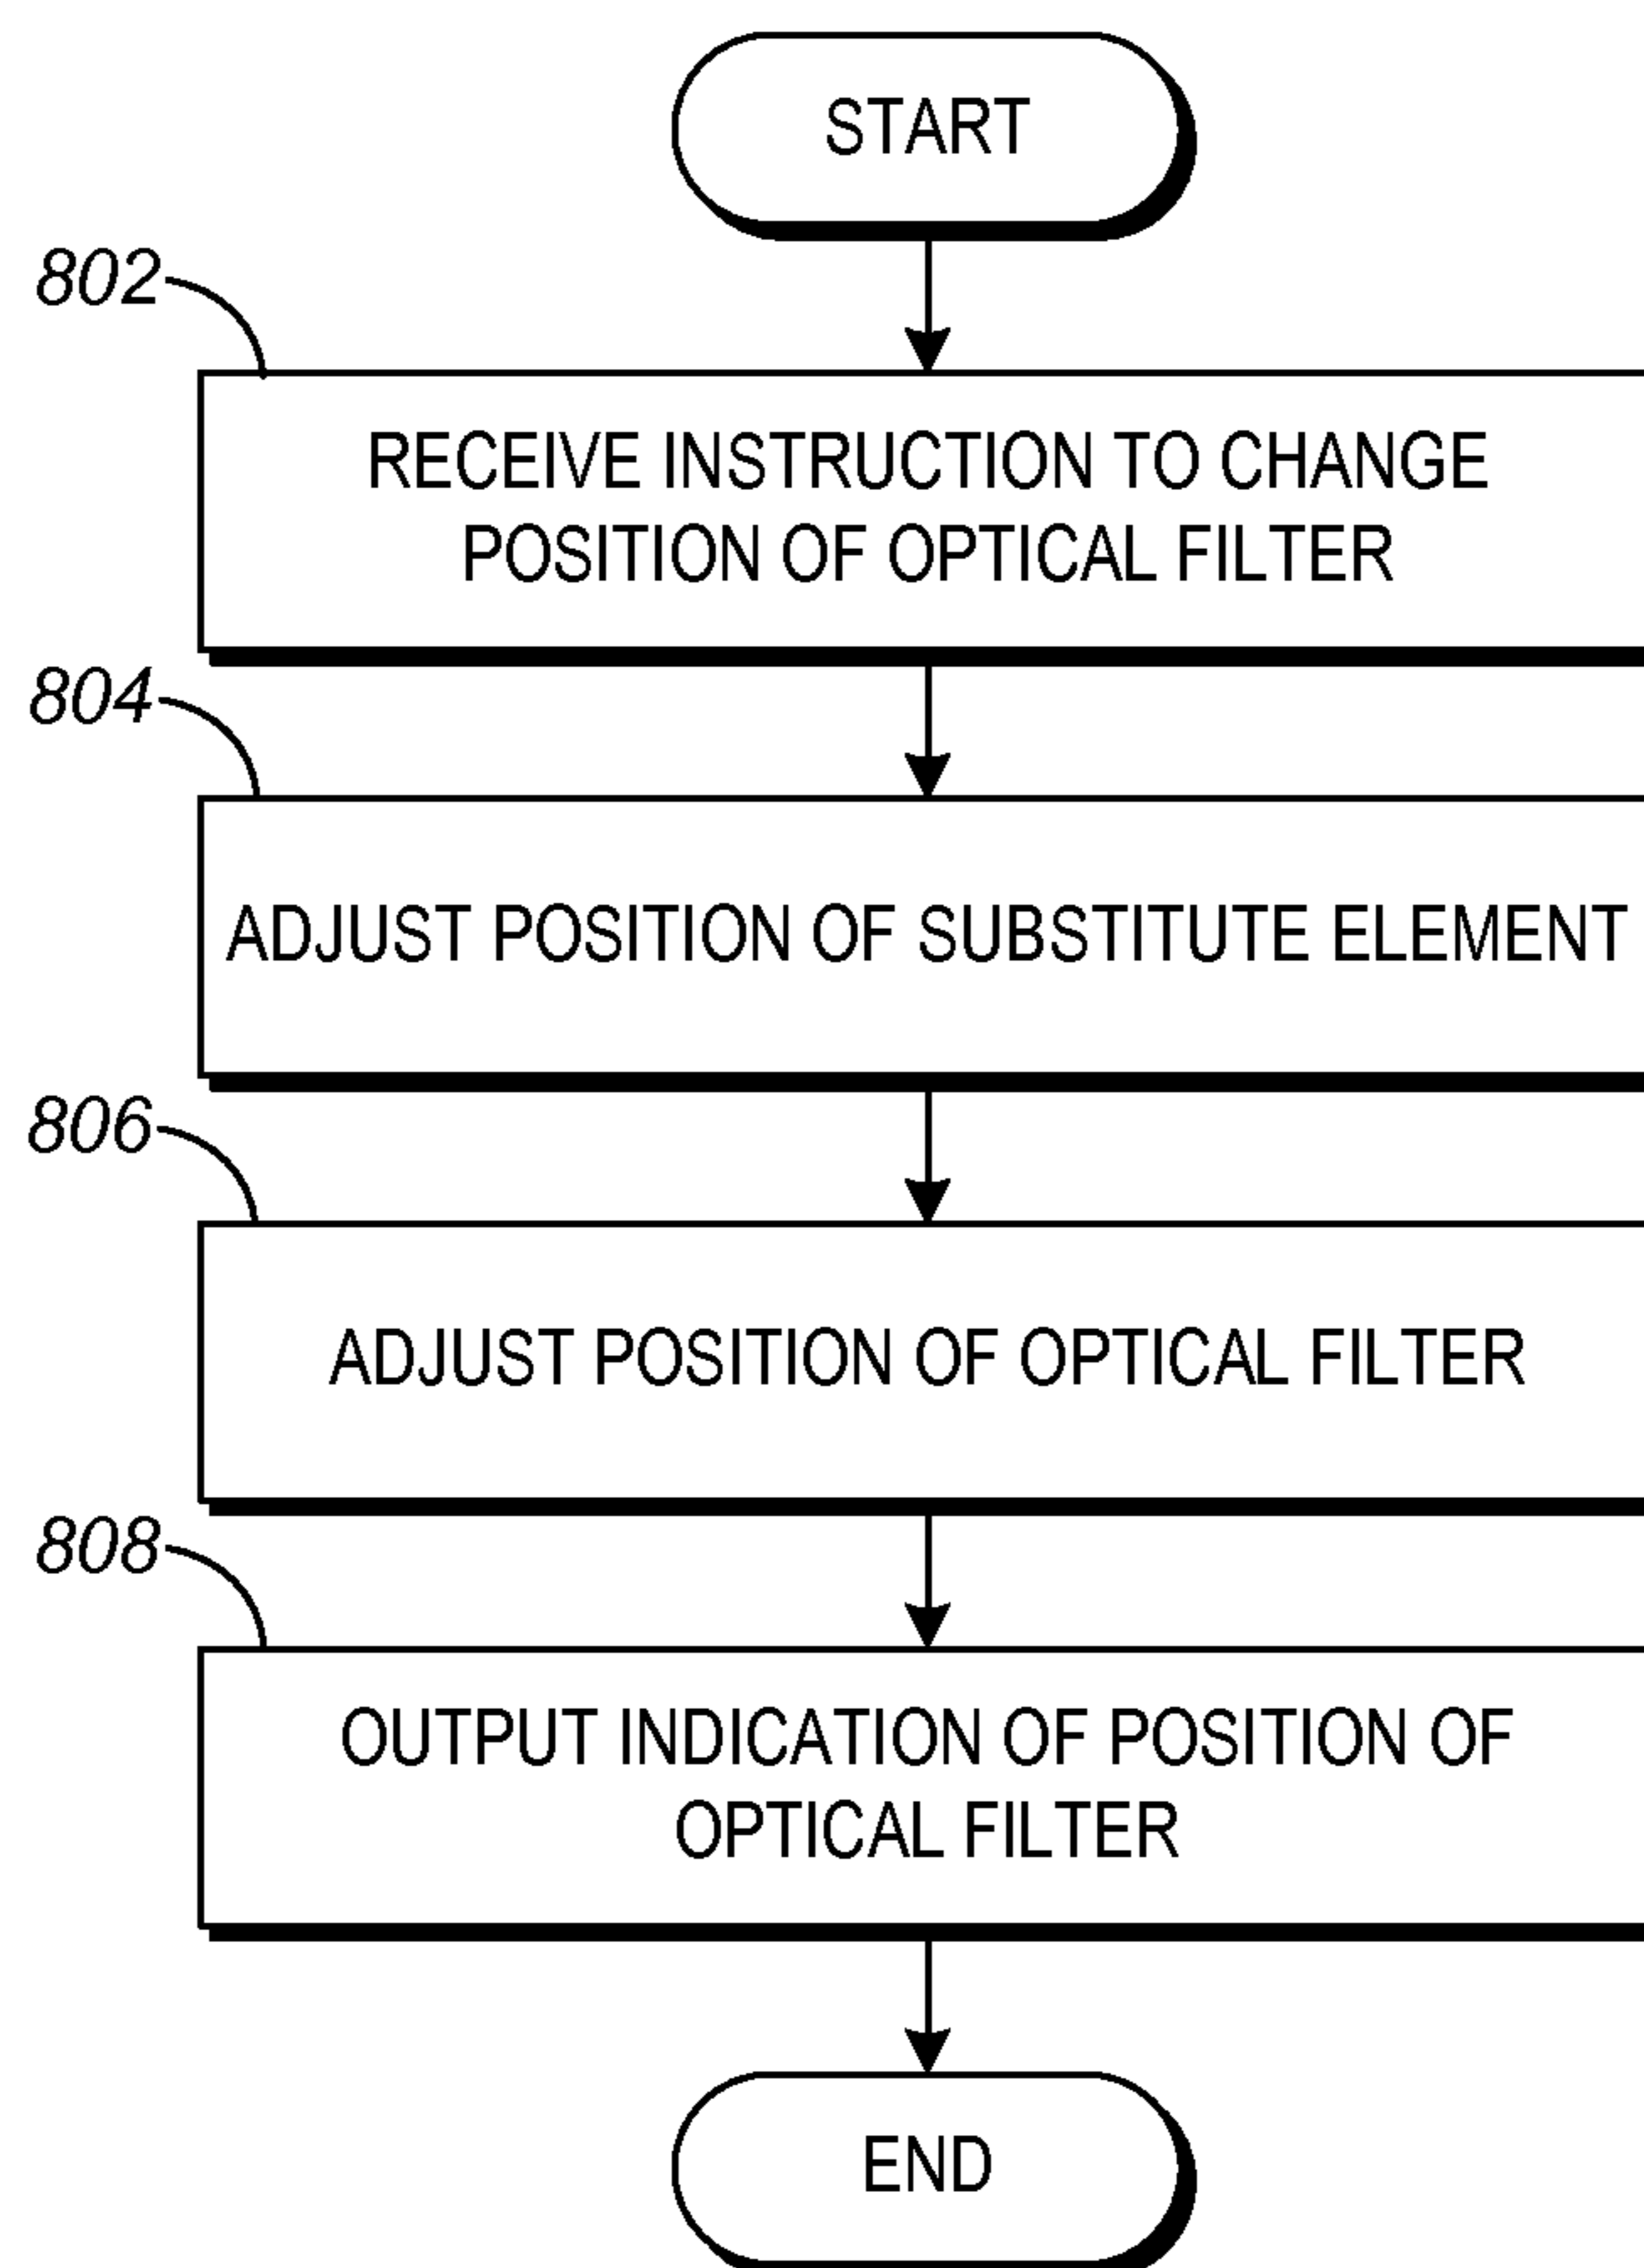 START
802
RECEIVE INSTRUCTION TO CHANGE
POSITION OF OPTICAL FILTER
804
ADJUST POSITION OF SUBSTITUTE ELEMENT
806
ADJUST POSITION OF OPTICAL FILTER
808
OUTPUT INDICATION OF POSITION OF
OPTICAL FILTER
END